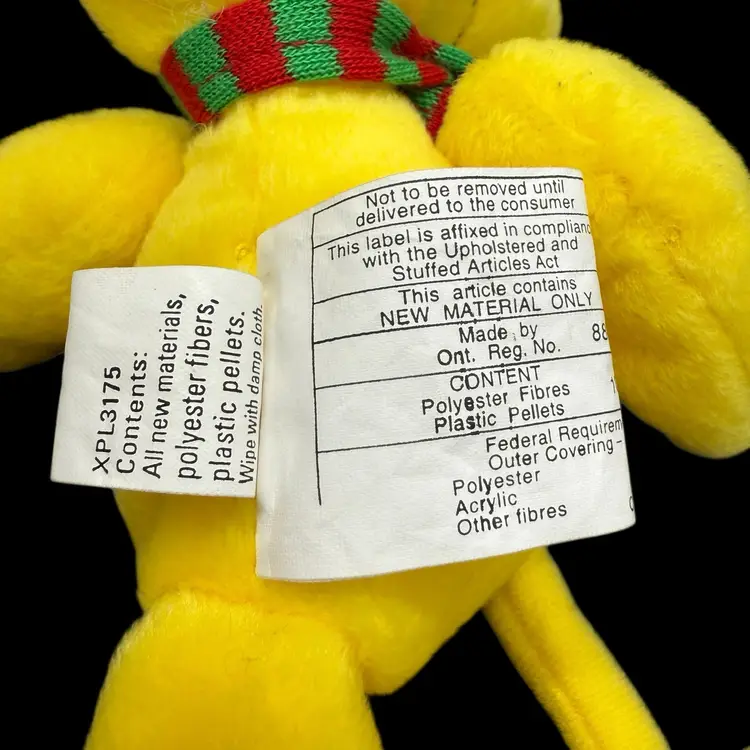 XPL3175
Contents:
All new materials,
polyester fibers,
plastic pellets.
Wipe with damp cloth.
Not to be removed until
delivered to the consumer
This label is affixed in complianc
with the Upholstered and
Stuffed Articles Act
This article contains
NEW MATERIAL ONLY
Made by 88
Ont. Reg. No.
CONTENT
Polyester Fibres 1
Plastic Pellets
Federal Requirem
Outer Covering-
Polyester
Acrylic
Other fibres